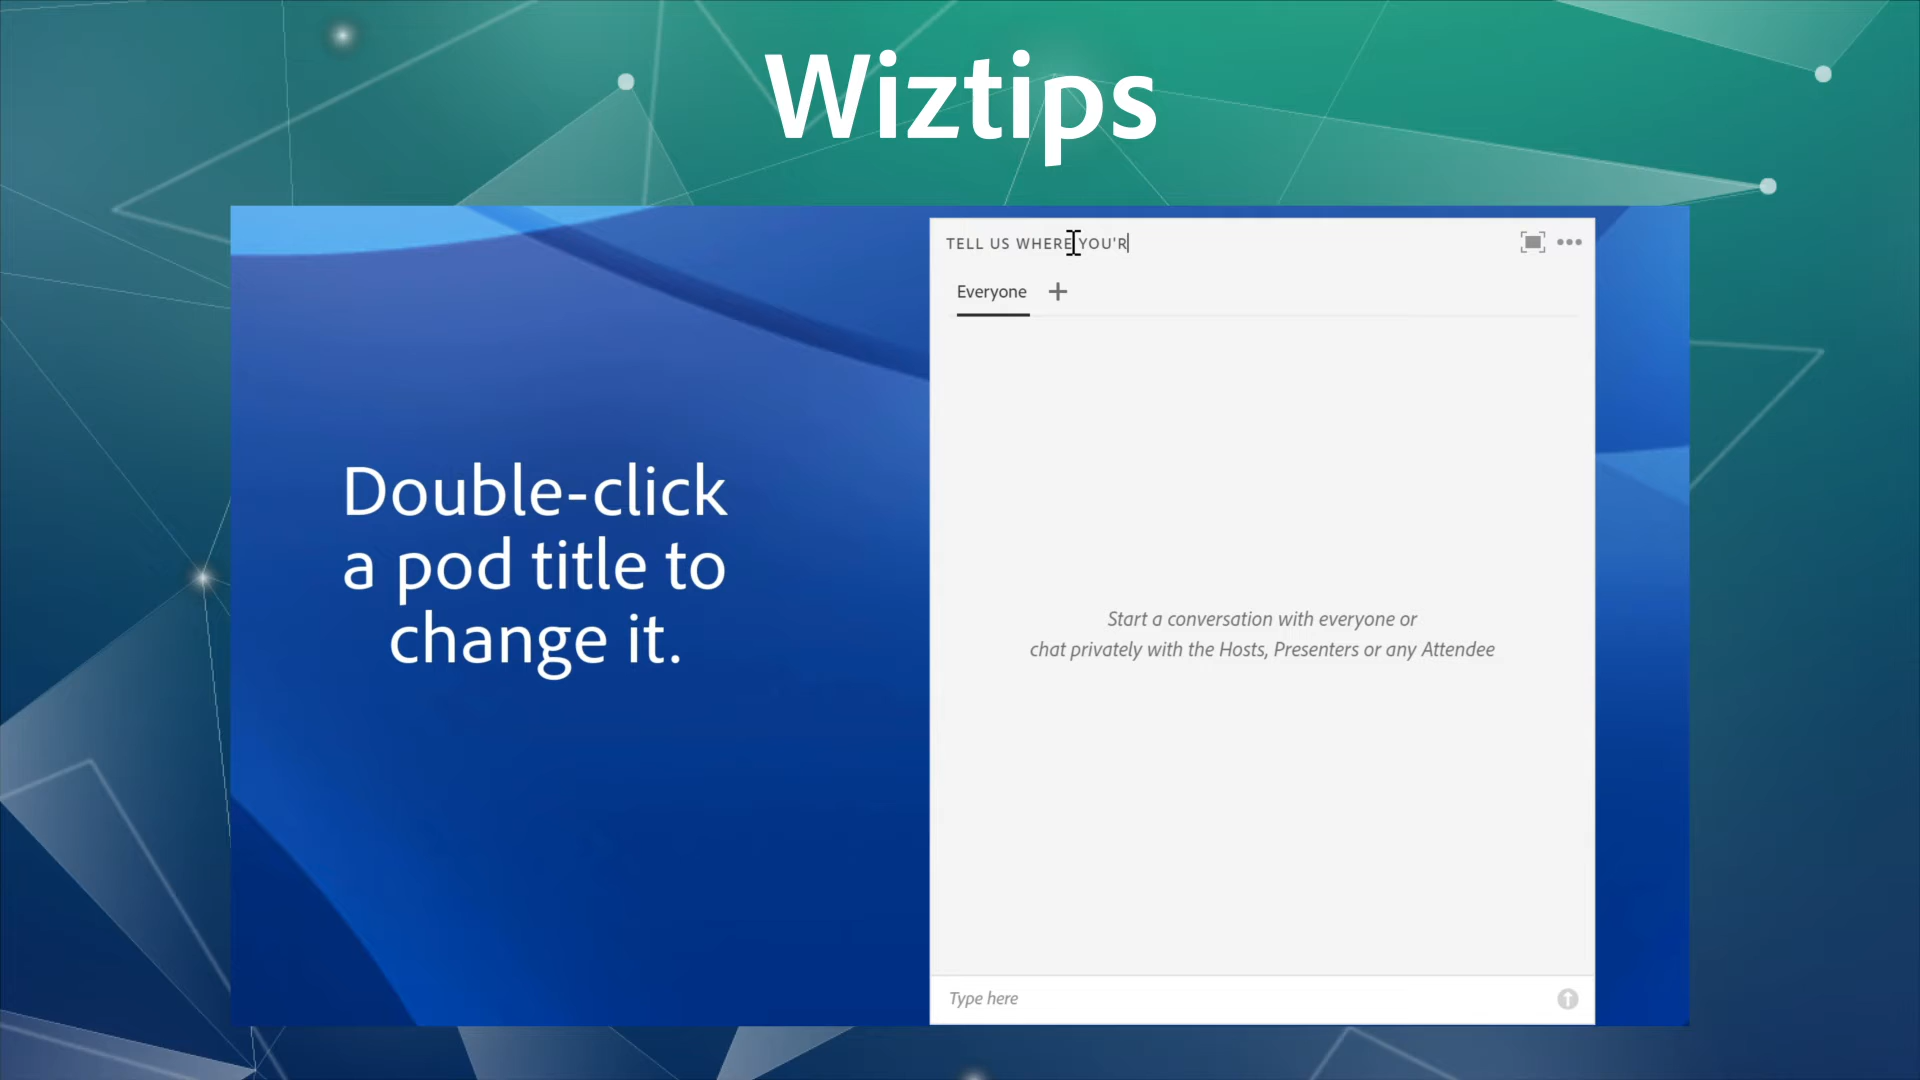 Wiztips
Double-click
a pod title to
change it.
TELL US WHERE YOU'R
Everyone
Start a conversation with everyone or
chat privately with the Hosts, Presenters or any Attendee
Type here